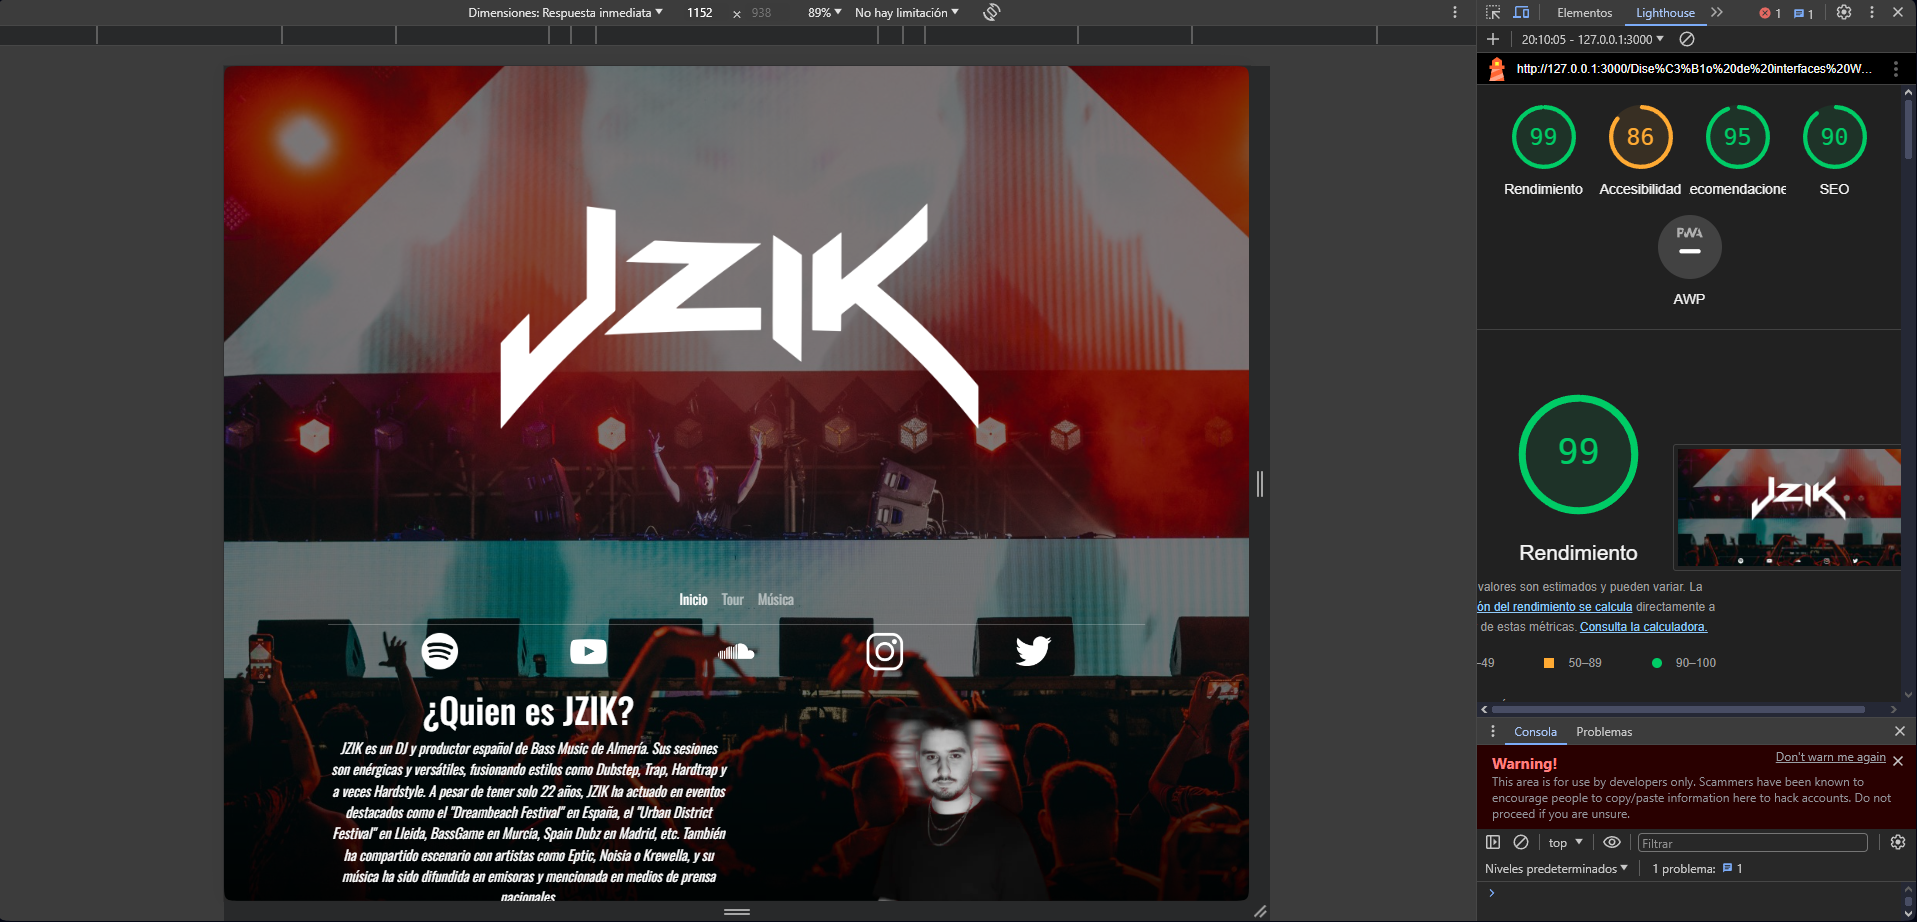 Dimensiones: Respuesta inmediata ▼ 1152 × 938 89% ▼ No hay limitación ▼
Elementos Lighthouse 1 1
20:10:05 - 127.0.0.1:3000 ▼
http://127.0.0.1:3000/Dise%C3%B1o%20de%20interfaces%20W...
99 86 95 90
Rendimiento Accesibilidad ecomendacione SEO
PWA
AWP
JZIK
99
JZIK
Rendimiento
valores son estimados y pueden variar. La
ón del rendimiento se calcula directamente a
de estas métricas. Consulta la calculadora.
–49 50–89 90–100
Inicio Tour Música
¿Quien es JZIK?
JZIK es un DJ y productor español de Bass Music de Almería. Sus sesiones
son enérgicas y versátiles, fusionando estilos como Dubstep, Trap, Hardtrap y
a veces Hardstyle. A pesar de tener solo 22 años, JZIK ha actuado en eventos
destacados como el "Dreambeach Festival" en España, el "Urban District
Festival" en Lleida, BassGame en Murcia, Spain Dubz en Madrid, etc. También
ha compartido escenario con artistas como Eptic, Noisia o Krewella, y su
música ha sido difundida en emisoras y mencionada en medios de prensa
nacionales
Consola Problemas
Warning! Don't warn me again
This area is for use by developers only. Scammers have been known to
encourage people to copy/paste information here to hack accounts. Do not
proceed if you are unsure.
top ▼ Filtrar
Niveles predeterminados ▼ 1 problema: 1